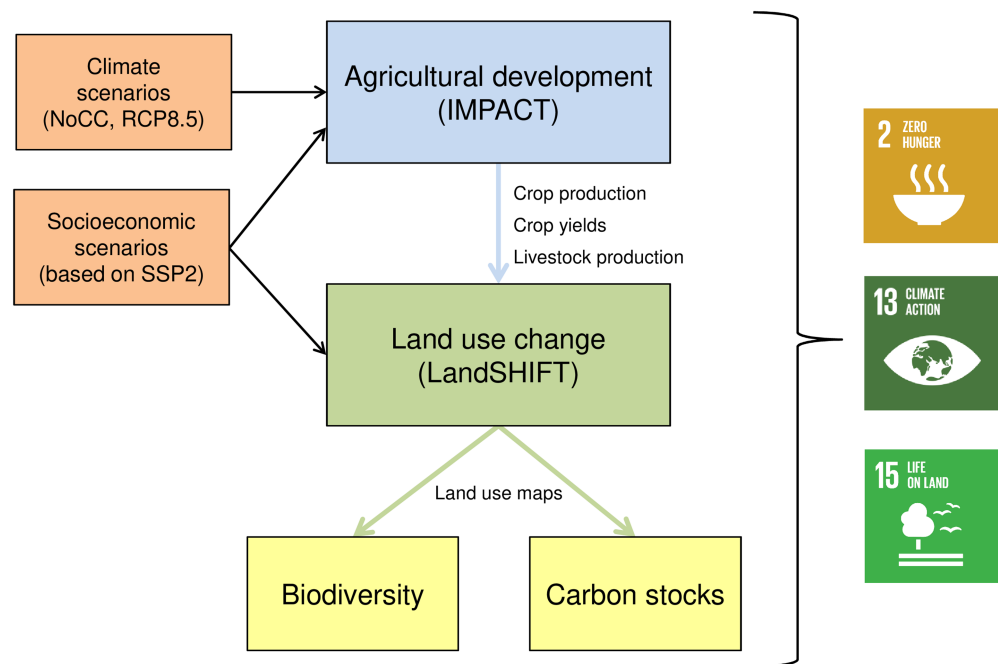 Climate
scenarios
(NoCC, RCP8.5)
Socioeconomic
scenarios
(based on SSP2)
Agricultural development
(IMPACT)
Crop production
Crop yields
Livestock production
Land use change
(LandSHIFT)
Land use maps
Biodiversity
Carbon stocks
2 ZERO
HUNGER
13 CLIMATE
ACTION
15 LIFE
ON LAND